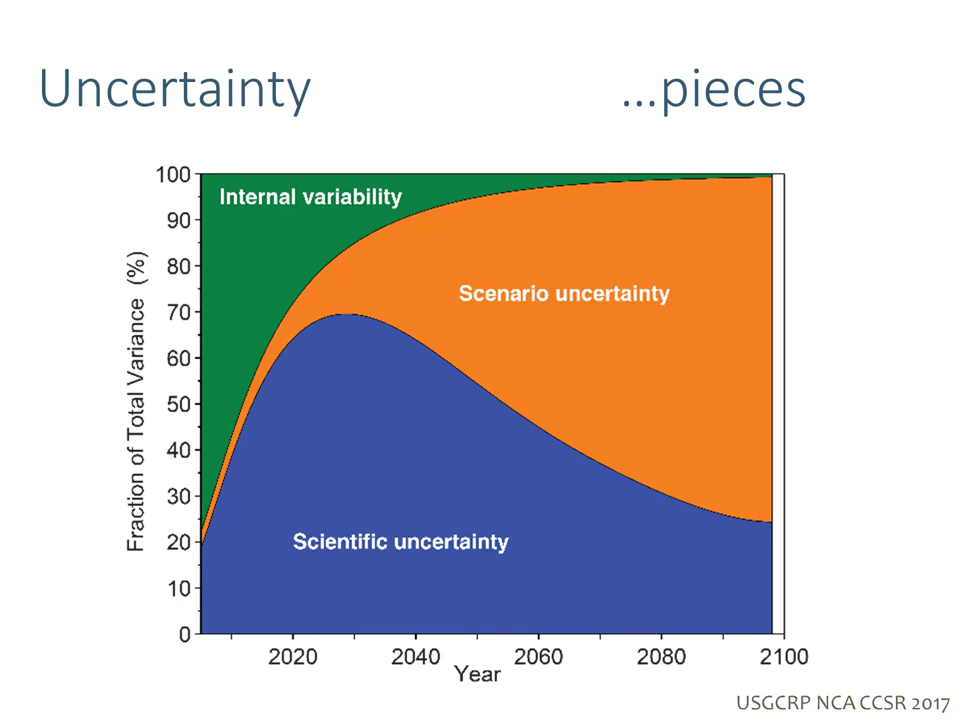 Uncertainty …pieces
Fraction of Total Variance (%)
100
90
80
70
60
50
40
30
20
10
0
Internal variability
Scenario uncertainty
Scientific uncertainty
2020 2040 2060 2080 2100
Year
USGCRP NCA CCSR 2017